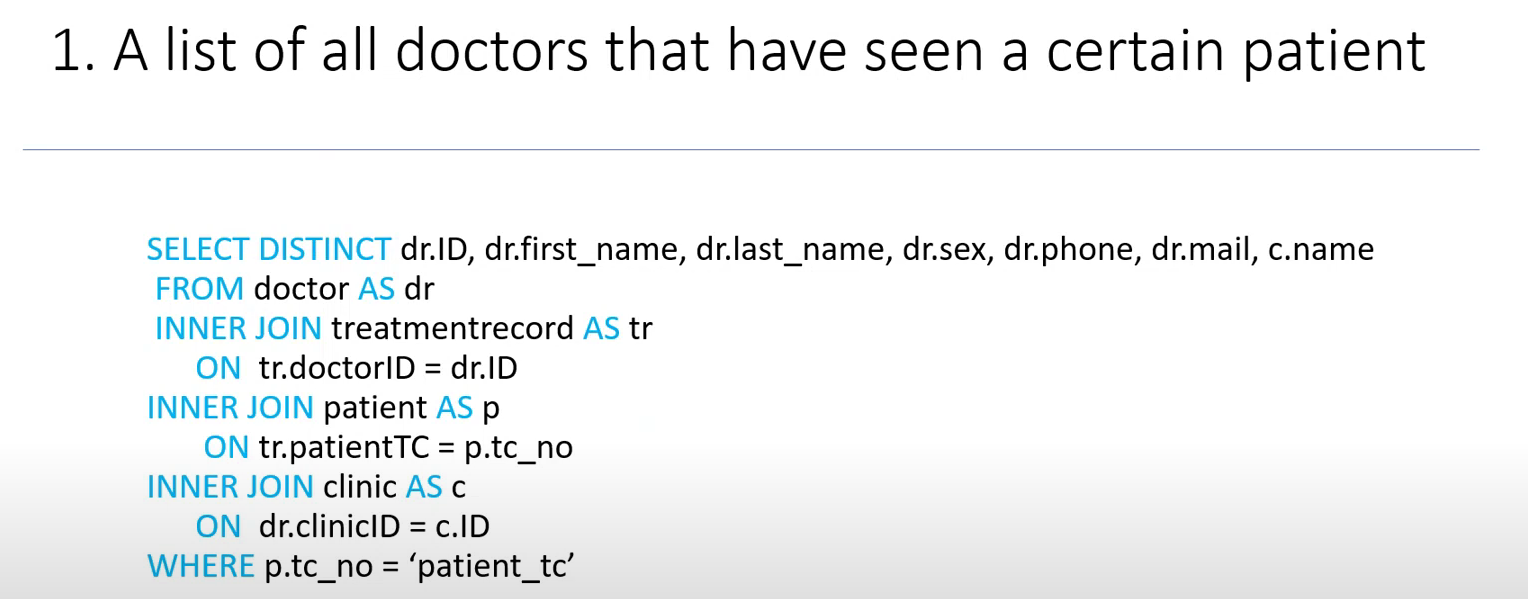 1. A list of all doctors that have seen a certain patient
SELECT DISTINCT dr.ID, dr.first_name, dr.last_name, dr.sex, dr.phone, dr.mail, c.name
FROM doctor AS dr
INNER JOIN treatmentrecord AS tr
ON tr.doctorID = dr.ID
INNER JOIN patient AS p
ON tr.patientTC = p.tc_no
INNER JOIN clinic AS c
ON dr.clinicID = c.ID
WHERE p.tc_no = ‘patient_tc’